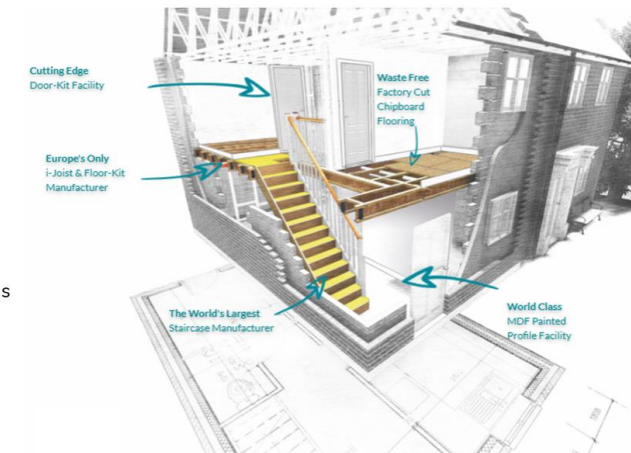 Cutting Edge
Door-Kit Facility
Waste Free
Factory Cut
Chipboard
Flooring
Europe's Only
i-Joist & Floor-Kit
Manufacturer
s
The World's Largest
Staircase Manufacturer
World Class
MDF Painted
Profile Facility